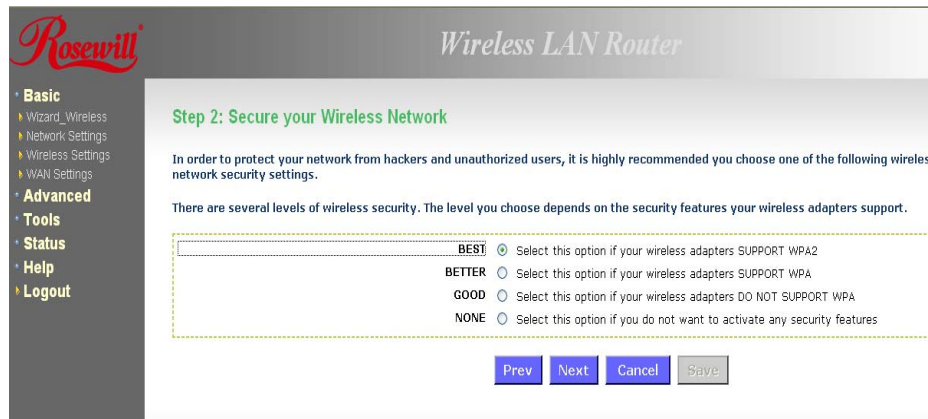 Rosewill
Wireless LAN Router
Basic
Wizard_Wireless
Network Settings
Wireless Settings
WAN Settings
Advanced
Tools
Status
Help
Logout
Step 2: Secure your Wireless Network
In order to protect your network from hackers and unauthorized users, it is highly recommended you choose one of the following wireles
network security settings.
There are several levels of wireless security. The level you choose depends on the security features your wireless adapters support.
BEST Select this option if your wireless adapters SUPPORT WPA2
BETTER Select this option if your wireless adapters SUPPORT WPA
GOOD Select this option if your wireless adapters DO NOT SUPPORT WPA
NONE Select this option if you do not want to activate any security features
Prev Next Cancel Save